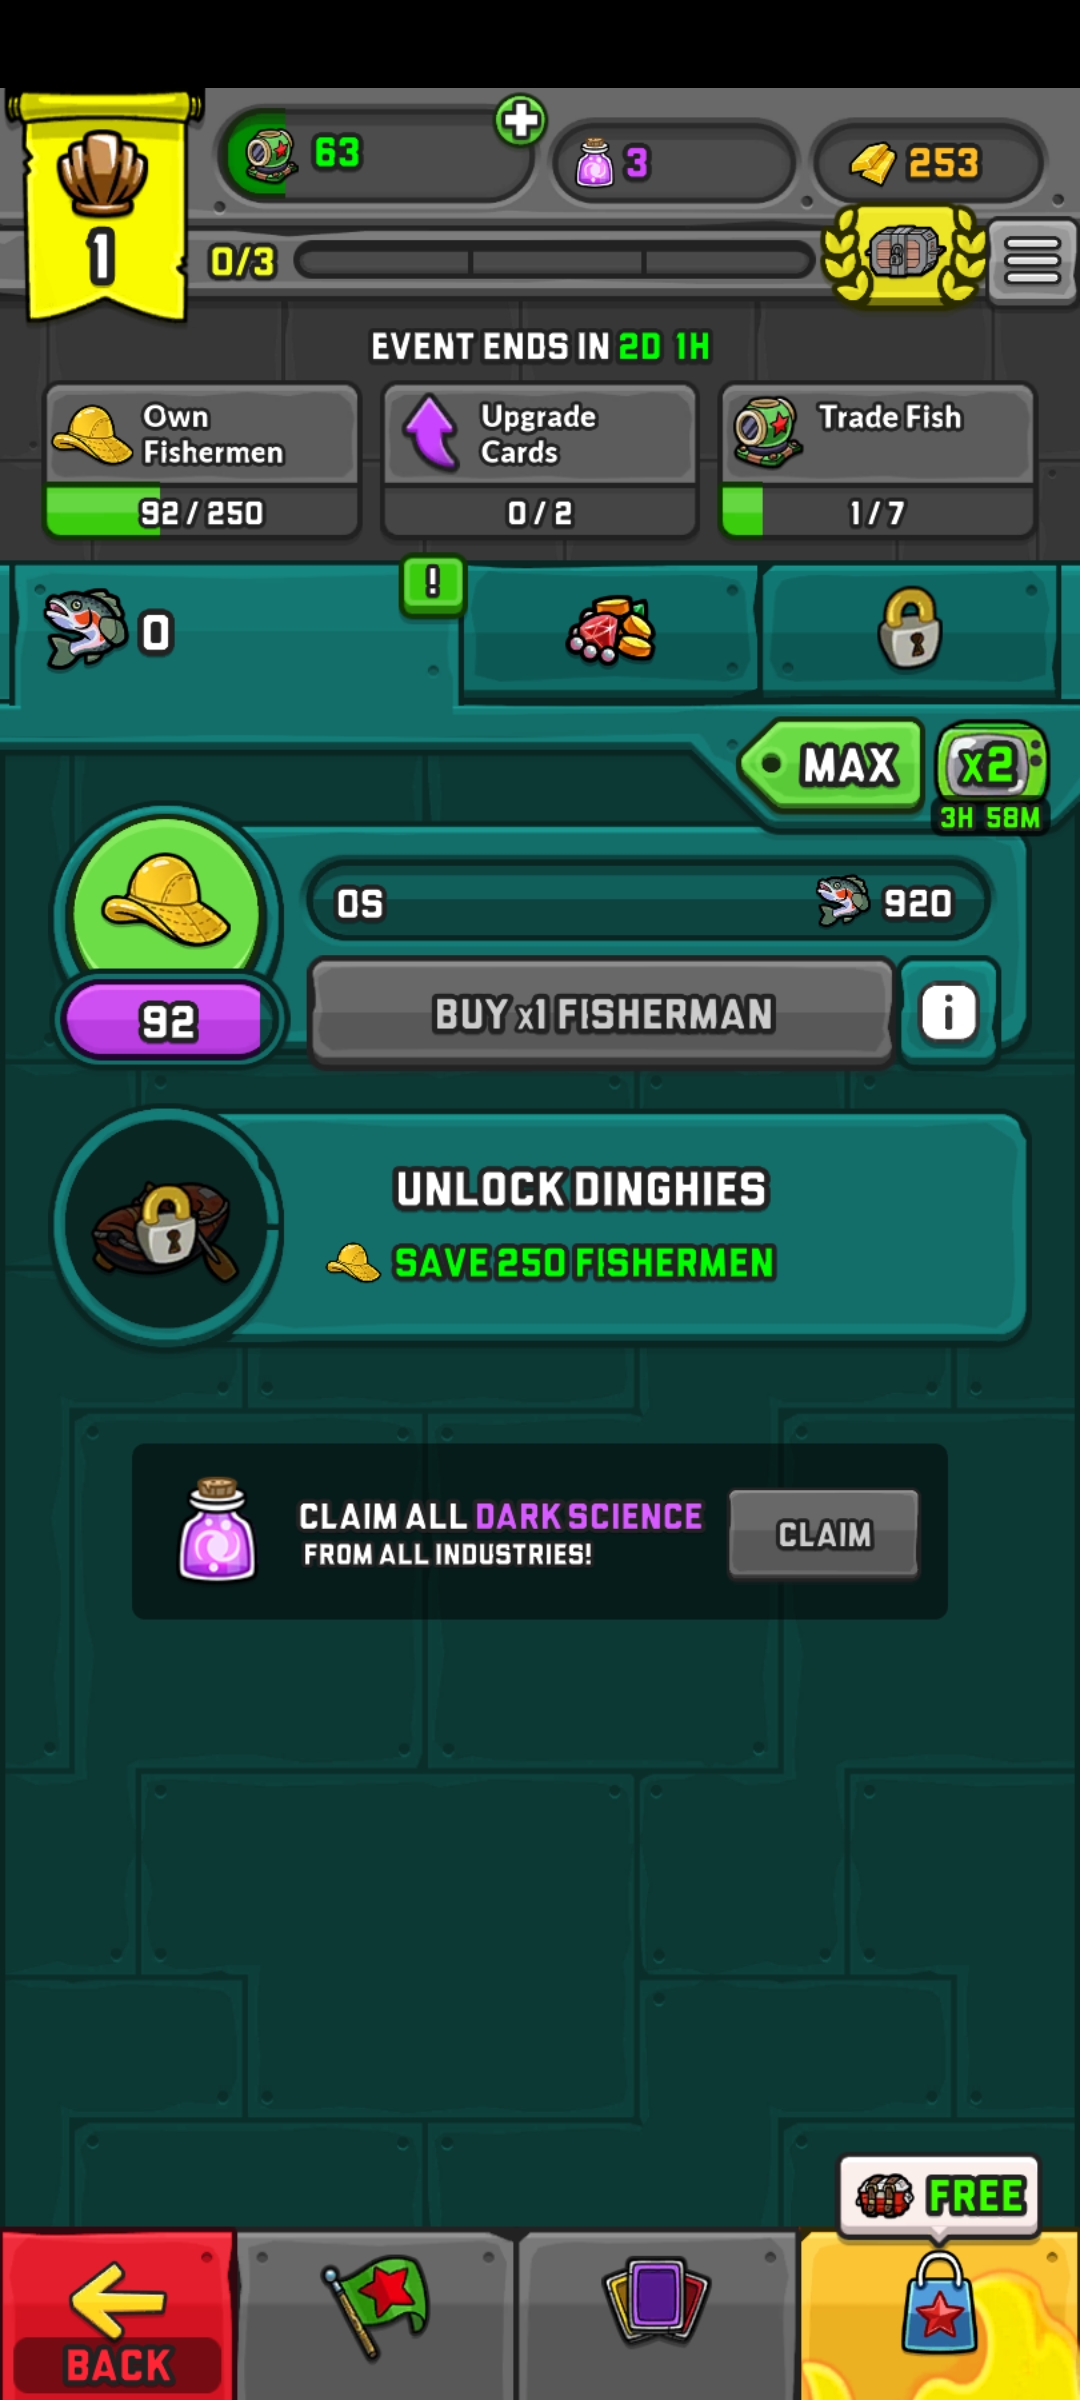 63
3
253
1
0/3
EVENT ENDS IN 2D 1H
Own
Fishermen
92/250
Upgrade
Cards
0/2
Trade Fish
1/7
0
!
MAX
x2
3H 58M
0S
920
92
BUY x1 FISHERMAN
i
UNLOCK DINGHIES
SAVE 250 FISHERMEN
CLAIM ALL DARK SCIENCE
FROM ALL INDUSTRIES!
CLAIM
FREE
BACK